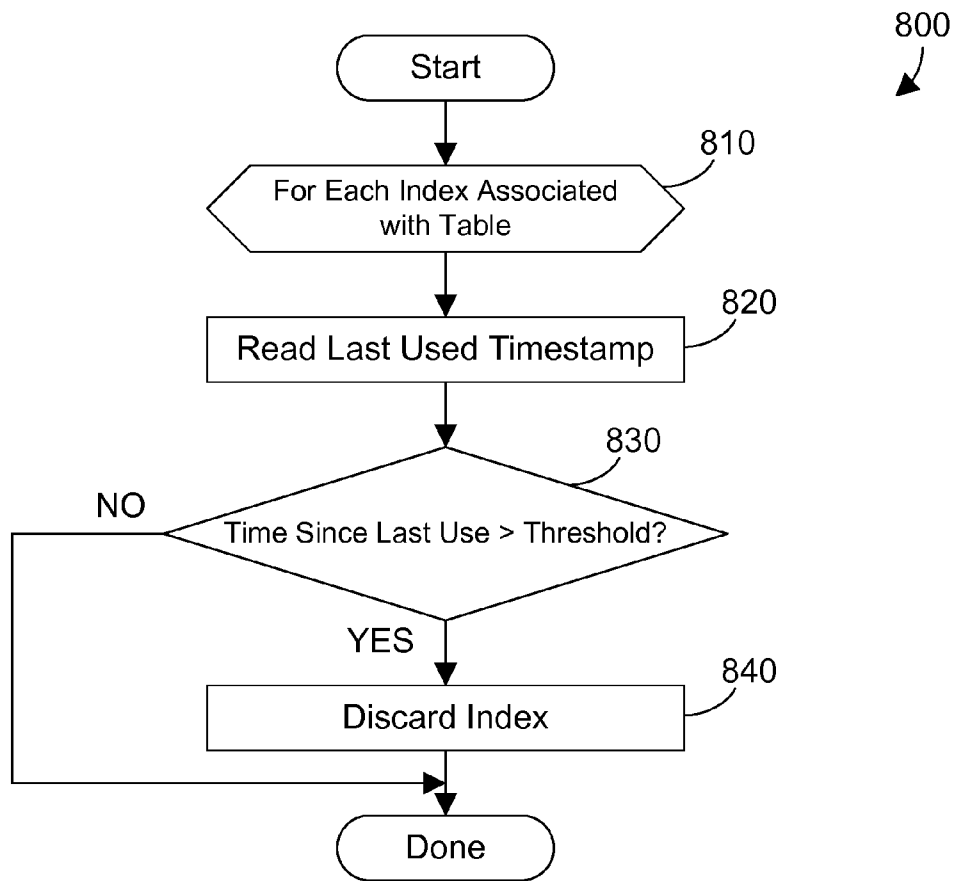 800
Start
810
For Each Index Associated
with Table
820
Read Last Used Timestamp
830
NO
Time Since Last Use > Threshold?
YES
840
Discard Index
Done